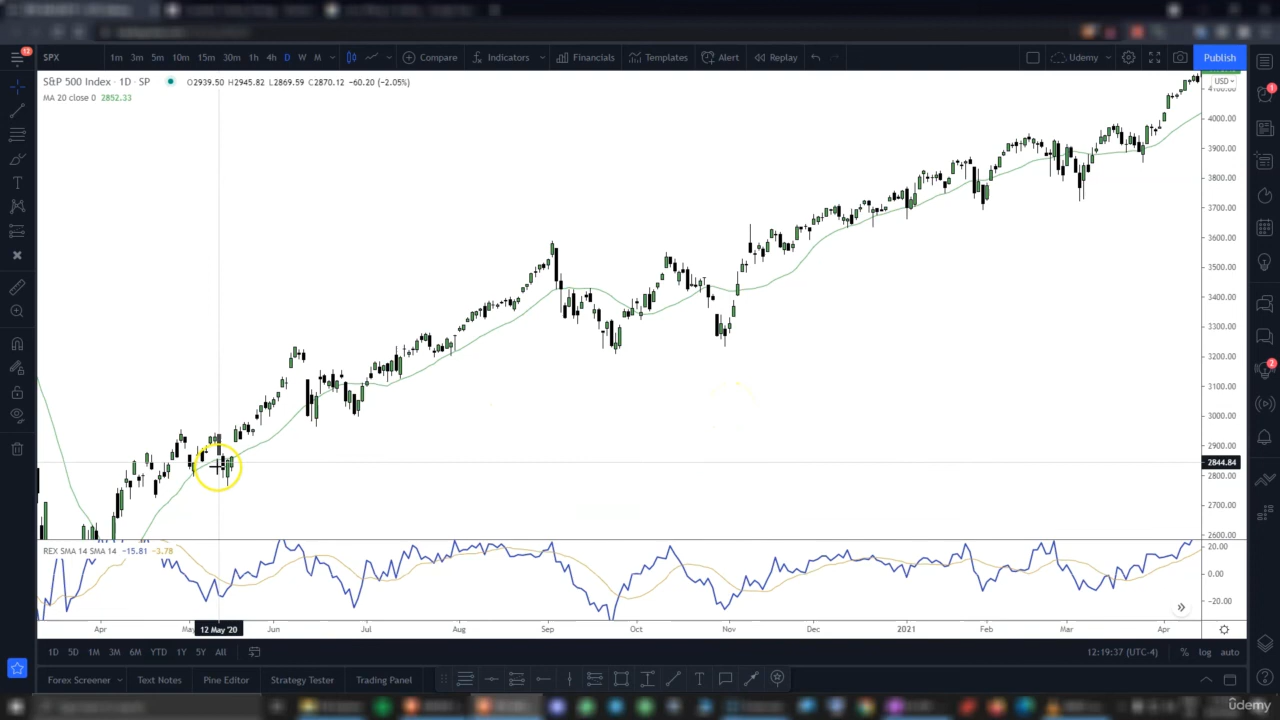 SPX 1m 3m 5m 10m 15m 30m 1h 4h D W M Compare Indicators Financials Templates Alert Replay Udemy Publish
S&P 500 Index · 1D · SP O2939.50 H2945.82 L2869.59 C2870.12 −60.20 (−2.05%)
USD
MA 20 close 0 2852.33
4100.00
4000.00
3900.00
3800.00
3700.00
3600.00
3500.00
3400.00
3300.00
3200.00
3100.00
3000.00
2900.00
2844.84
2800.00
2700.00
2600.00
REX SMA 14 SMA 14 −15.81 −3.78
20.00
0.00
−20.00
Apr May 12 May '20 Jun Jul Aug Sep Oct Nov Dec 2021 Feb Mar Apr
1D 5D 1M 3M 6M YTD 1Y 5Y All 12:19:37 (UTC-4) % log auto
Forex Screener Text Notes Pine Editor Strategy Tester Trading Panel
ûdemy